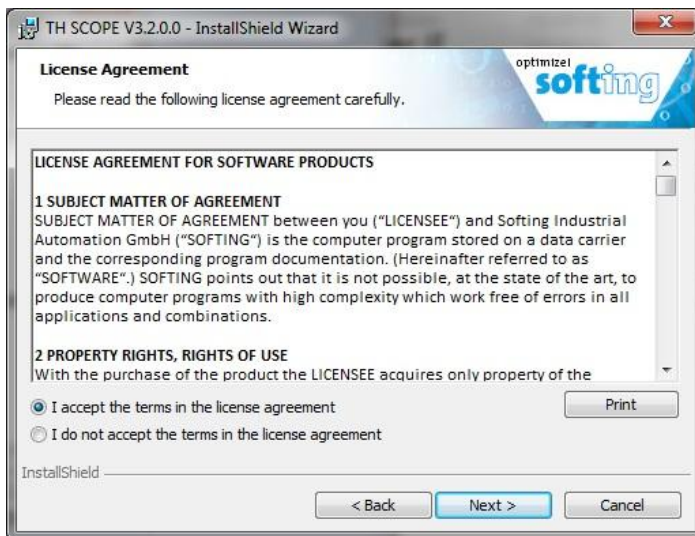 TH SCOPE V3.2.0.0 - InstallShield Wizard
License Agreement
Please read the following license agreement carefully.
optimize!
softing
LICENSE AGREEMENT FOR SOFTWARE PRODUCTS
1 SUBJECT MATTER OF AGREEMENT
SUBJECT MATTER OF AGREEMENT between you (“LICENSEE“) and Softing Industrial
Automation GmbH (“SOFTING“) is the computer program stored on a data carrier
and the corresponding program documentation. (Hereinafter referred to as
“SOFTWARE“.) SOFTING points out that it is not possible, at the state of the art, to
produce computer programs with high complexity which work free of errors in all
applications and combinations.
2 PROPERTY RIGHTS, RIGHTS OF USE
With the purchase of the product the LICENSEE acquires only property of the
I accept the terms in the license agreement
Print
I do not accept the terms in the license agreement
InstallShield
< Back
Next >
Cancel